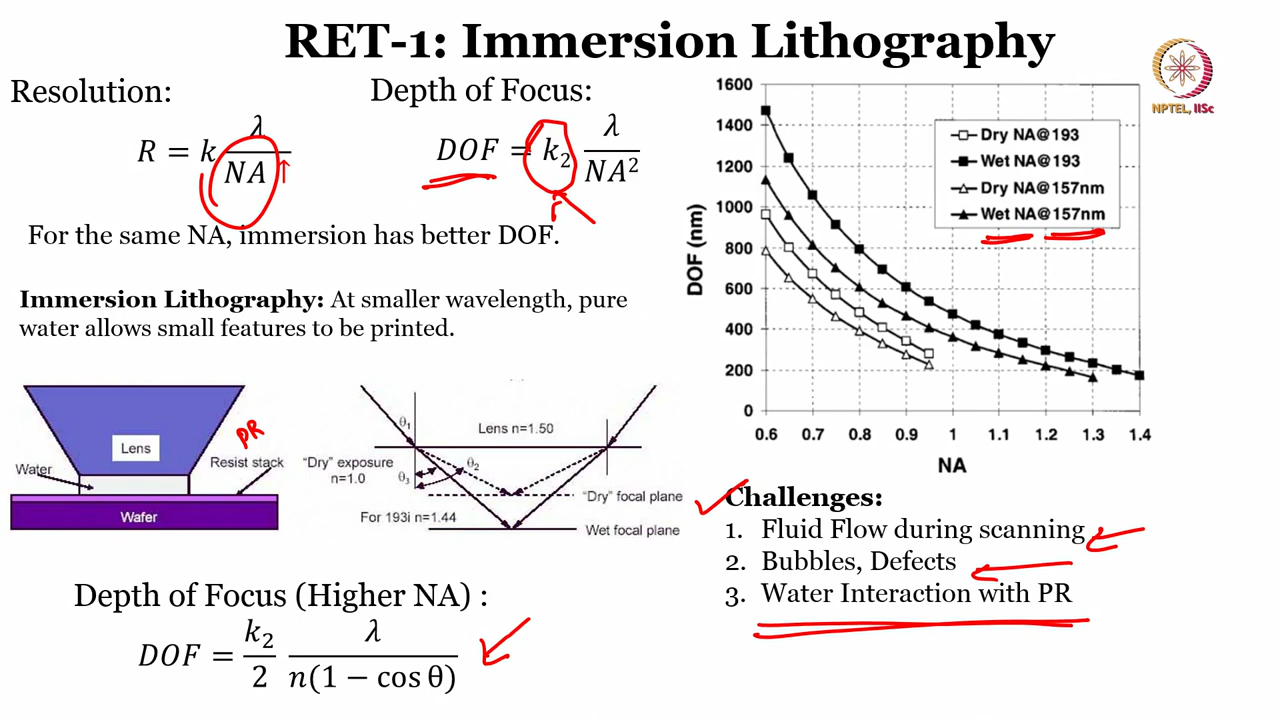 RET-1: Immersion Lithography
NPTEL, IISc
Resolution:
R = k λ/NA ↑
Depth of Focus:
DOF = k₂ λ/NA²
For the same NA, immersion has better DOF.
Immersion Lithography: At smaller wavelength, pure
water allows small features to be printed.
Lens
Water
PR
Resist stack
Wafer
θ₁
Lens n=1.50
"Dry" exposure
n=1.0
θ₂
θ₃
"Dry" focal plane
For 193i n=1.44
Wet focal plane
Depth of Focus (Higher NA) :
DOF = k₂/2 λ/n(1 − cos θ)
DOF (nm)
1600
1400
1200
1000
800
600
400
200
0
Dry NA@193
Wet NA@193
Dry NA@157nm
Wet NA@157nm
0.6 0.7 0.8 0.9 1 1.1 1.2 1.3 1.4
NA
Challenges:
1. Fluid Flow during scanning
2. Bubbles, Defects
3. Water Interaction with PR